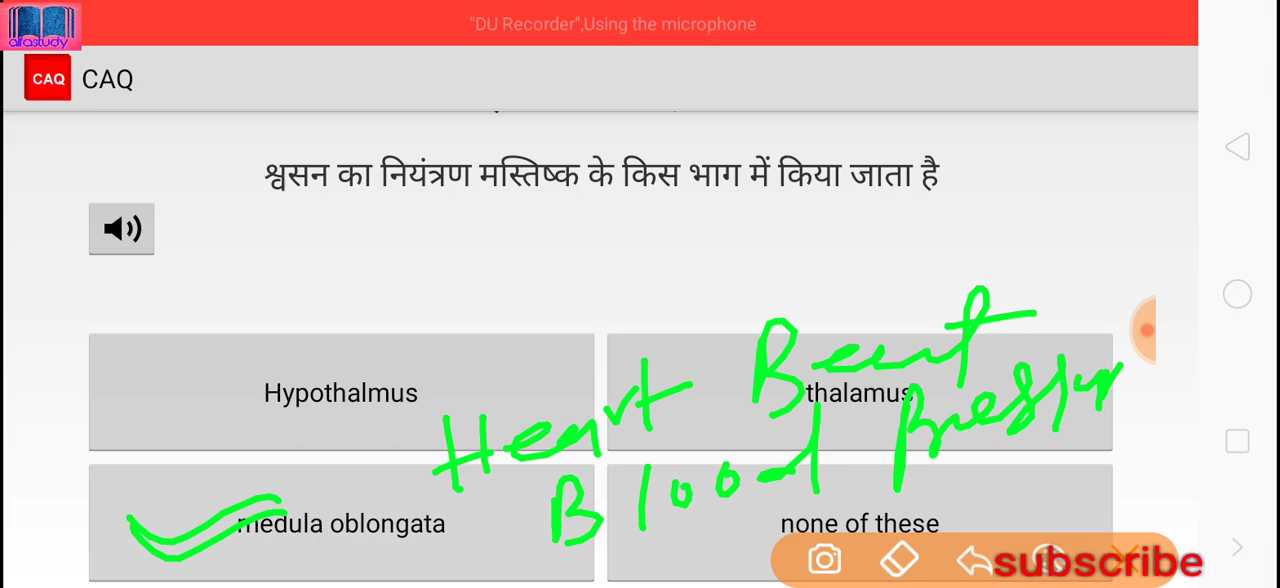 "DU Recorder",Using the microphone
alfastudy
CAQ CAQ
श्वसन का नियंत्रण मस्तिष्क के किस भाग में किया जाता है
Hypothalmus
thalamus
Heart Beat
Blood
medula oblongata
none of these
subscribe